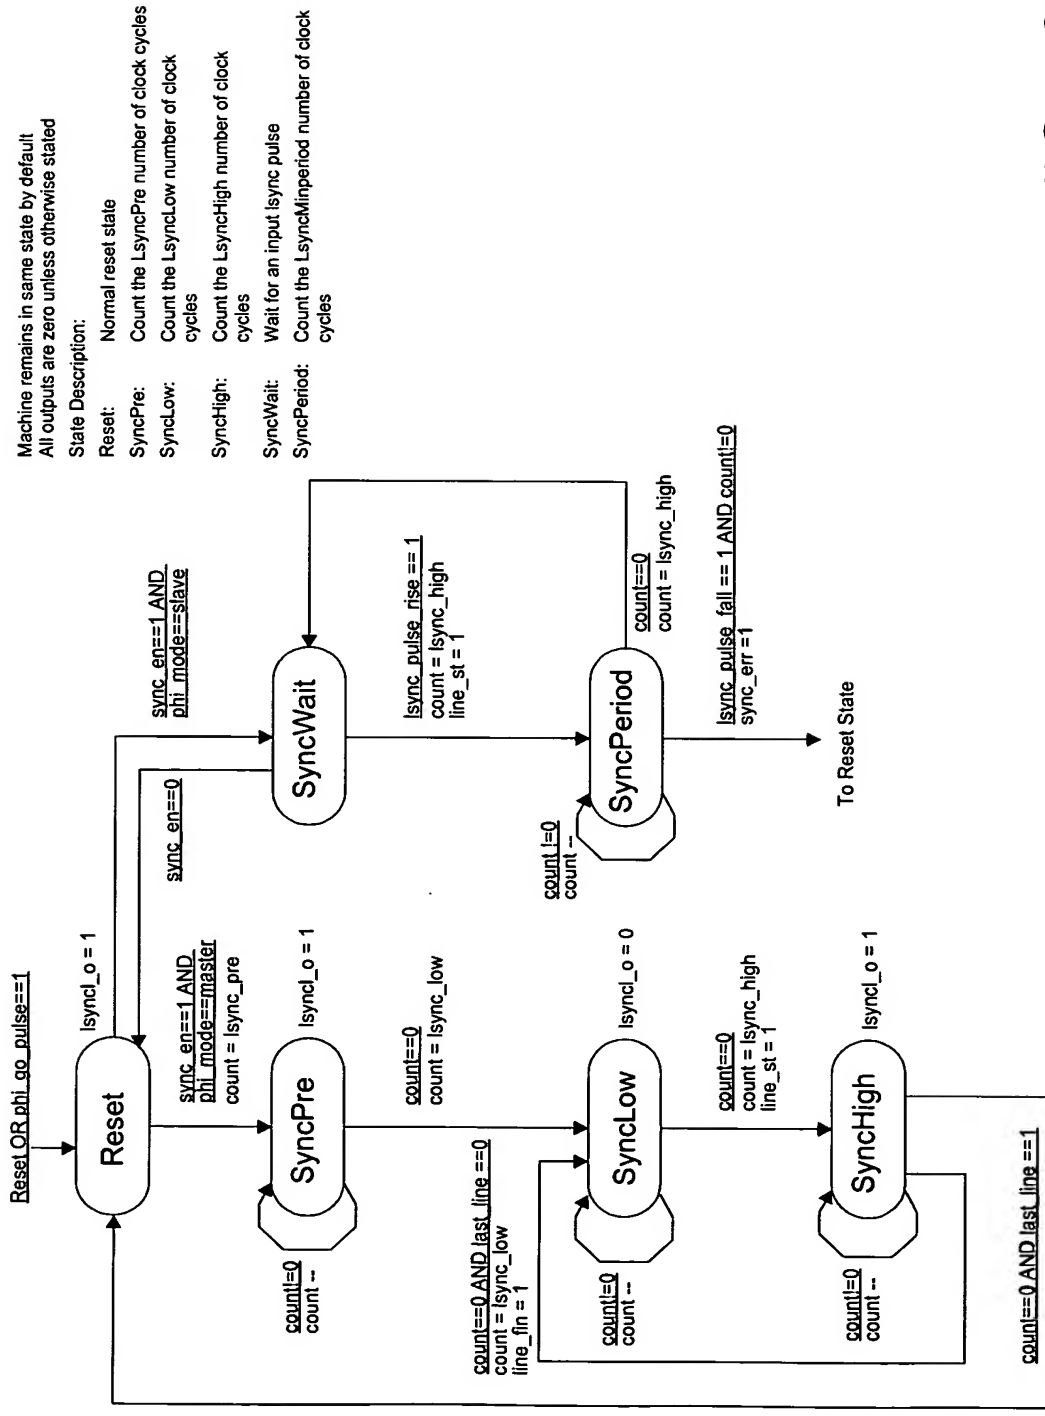 Machine remains in same state by default
All outputs are zero unless otherwise stated
State Description:
Reset: Normal reset state
SyncPre: Count the LsyncPre number of clock cycles
SyncLow: Count the LsyncLow number of clock
cycles
SyncHigh: Count the LsyncHigh number of clock
cycles
SyncWait: Wait for an input lsync pulse
SyncPeriod: Count the LsyncMinperiod number of clock
cycles
Reset OR phi_go_pulse==1
Reset
lsyncl_o = 1
sync_en==1 AND
phi_mode==slave
sync_en==0
SyncWait
lsync_pulse_rise == 1
count = lsync_high
line_st = 1
count !=0
count --
SyncPeriod
count==0
count = lsync_high
lsync_pulse_fall == 1 AND count!=0
sync_err =1
To Reset State
sync_en==1 AND
phi_mode==master
count = lsync_pre
SyncPre
lsyncl_o = 1
count!=0
count --
count==0
count = lsync_low
count==0 AND last_line ==0
count = lsync_low
line_fin = 1
SyncLow
lsyncl_o = 0
count!=0
count --
count==0
count = lsync_high
line_st = 1
SyncHigh
lsyncl_o = 1
count!=0
count --
count==0 AND last_line ==1